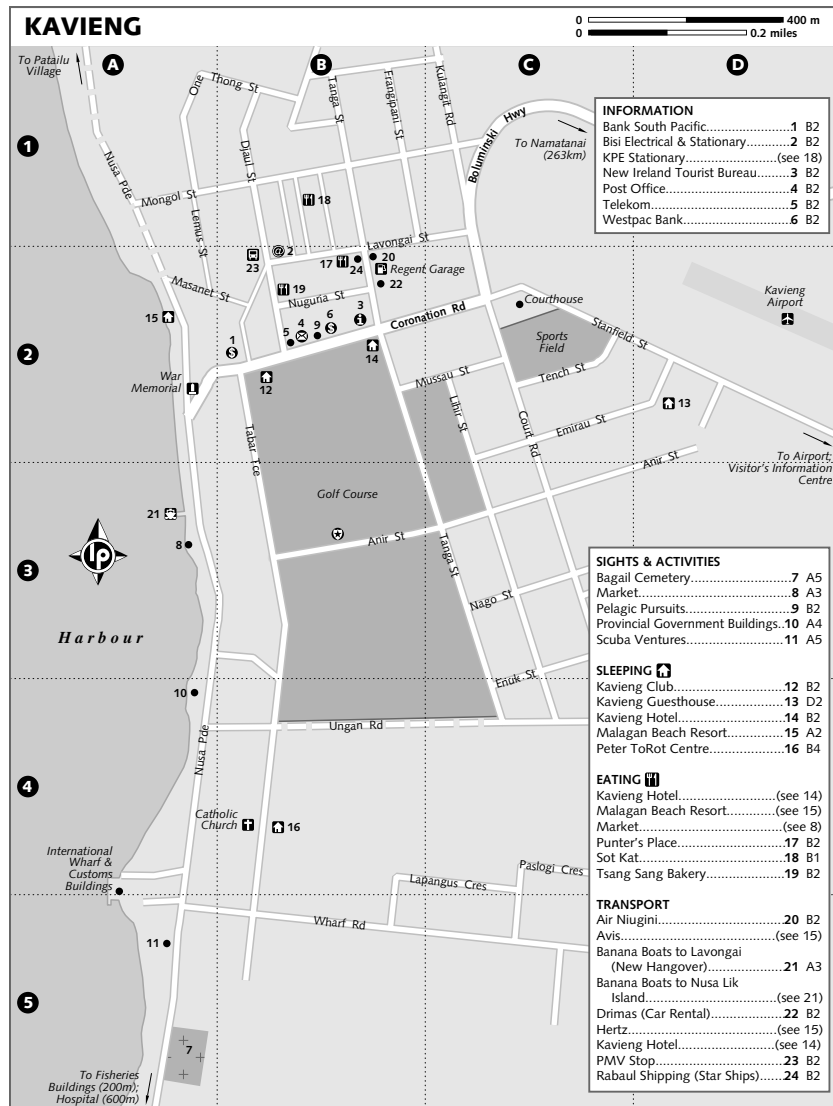 KAVIENG
0 400 m
0 0.2 miles
A
B
C
D
To Patailu
Village
One
Thong St
Tanga St
Frangipani St
Kulangit Rd
Boluminski Hwy
To Namatanai
(263km)
1
Nusa Pde
Djaul St
Mongol St
Lemus St
18
Lavongai St
2
23
17
24
20
Regent Garage
22
Masanet St
19
Nuguria St
15
3
6
4
5
9
1
Coronation Rd
Courthouse
Sports
Field
Stanfield St
Kavieng
Airport
2
War
Memorial
12
14
Mussau St
Tench St
Lihir St
Court Rd
Emirau St
13
Anir St
To Airport;
Visitor's Information
Centre
Tabar Tce
Golf Course
21
8
lp
3
Anir St
Tanga St
Nago St
Harbour
Enuk St
10
Nusa Pde
Ungan Rd
4
Catholic
Church
16
International
Wharf &
Customs
Buildings
Paslogi Cres
Lapangus Cres
Wharf Rd
11
5
7
To Fisheries
Buildings (200m);
Hospital (600m)
INFORMATION
Bank South Pacific...........................1 B2
Bisi Electrical & Stationary............2 B2
KPE Stationary.........................(see 18)
New Ireland Tourist Bureau........3 B2
Post Office.....................................4 B2
Telekom.........................................5 B2
Westpac Bank...............................6 B2
SIGHTS & ACTIVITIES
Bagail Cemetery...........................7 A5
Market...........................................8 A3
Pelagic Pursuits.............................9 B2
Provincial Government Buildings..10 A4
Scuba Ventures............................11 A5
SLEEPING
Kavieng Club...............................12 B2
Kavieng Guesthouse....................13 D2
Kavieng Hotel..............................14 B2
Malagan Beach Resort.................15 A2
Peter ToRot Centre......................16 B4
EATING
Kavieng Hotel..........................(see 14)
Malagan Beach Resort.............(see 15)
Market......................................(see 8)
Punter's Place..............................17 B2
Sot Kat........................................18 B1
Tsang Sang Bakery......................19 B2
TRANSPORT
Air Niugini...................................20 B2
Avis..........................................(see 15)
Banana Boats to Lavongai
(New Hangover).......................21 A3
Banana Boats to Nusa Lik
Island....................................(see 21)
Drimas (Car Rental).....................22 B2
Hertz........................................(see 15)
Kavieng Hotel..........................(see 14)
PMV Stop....................................23 B2
Rabaul Shipping (Star Ships).....24 B2